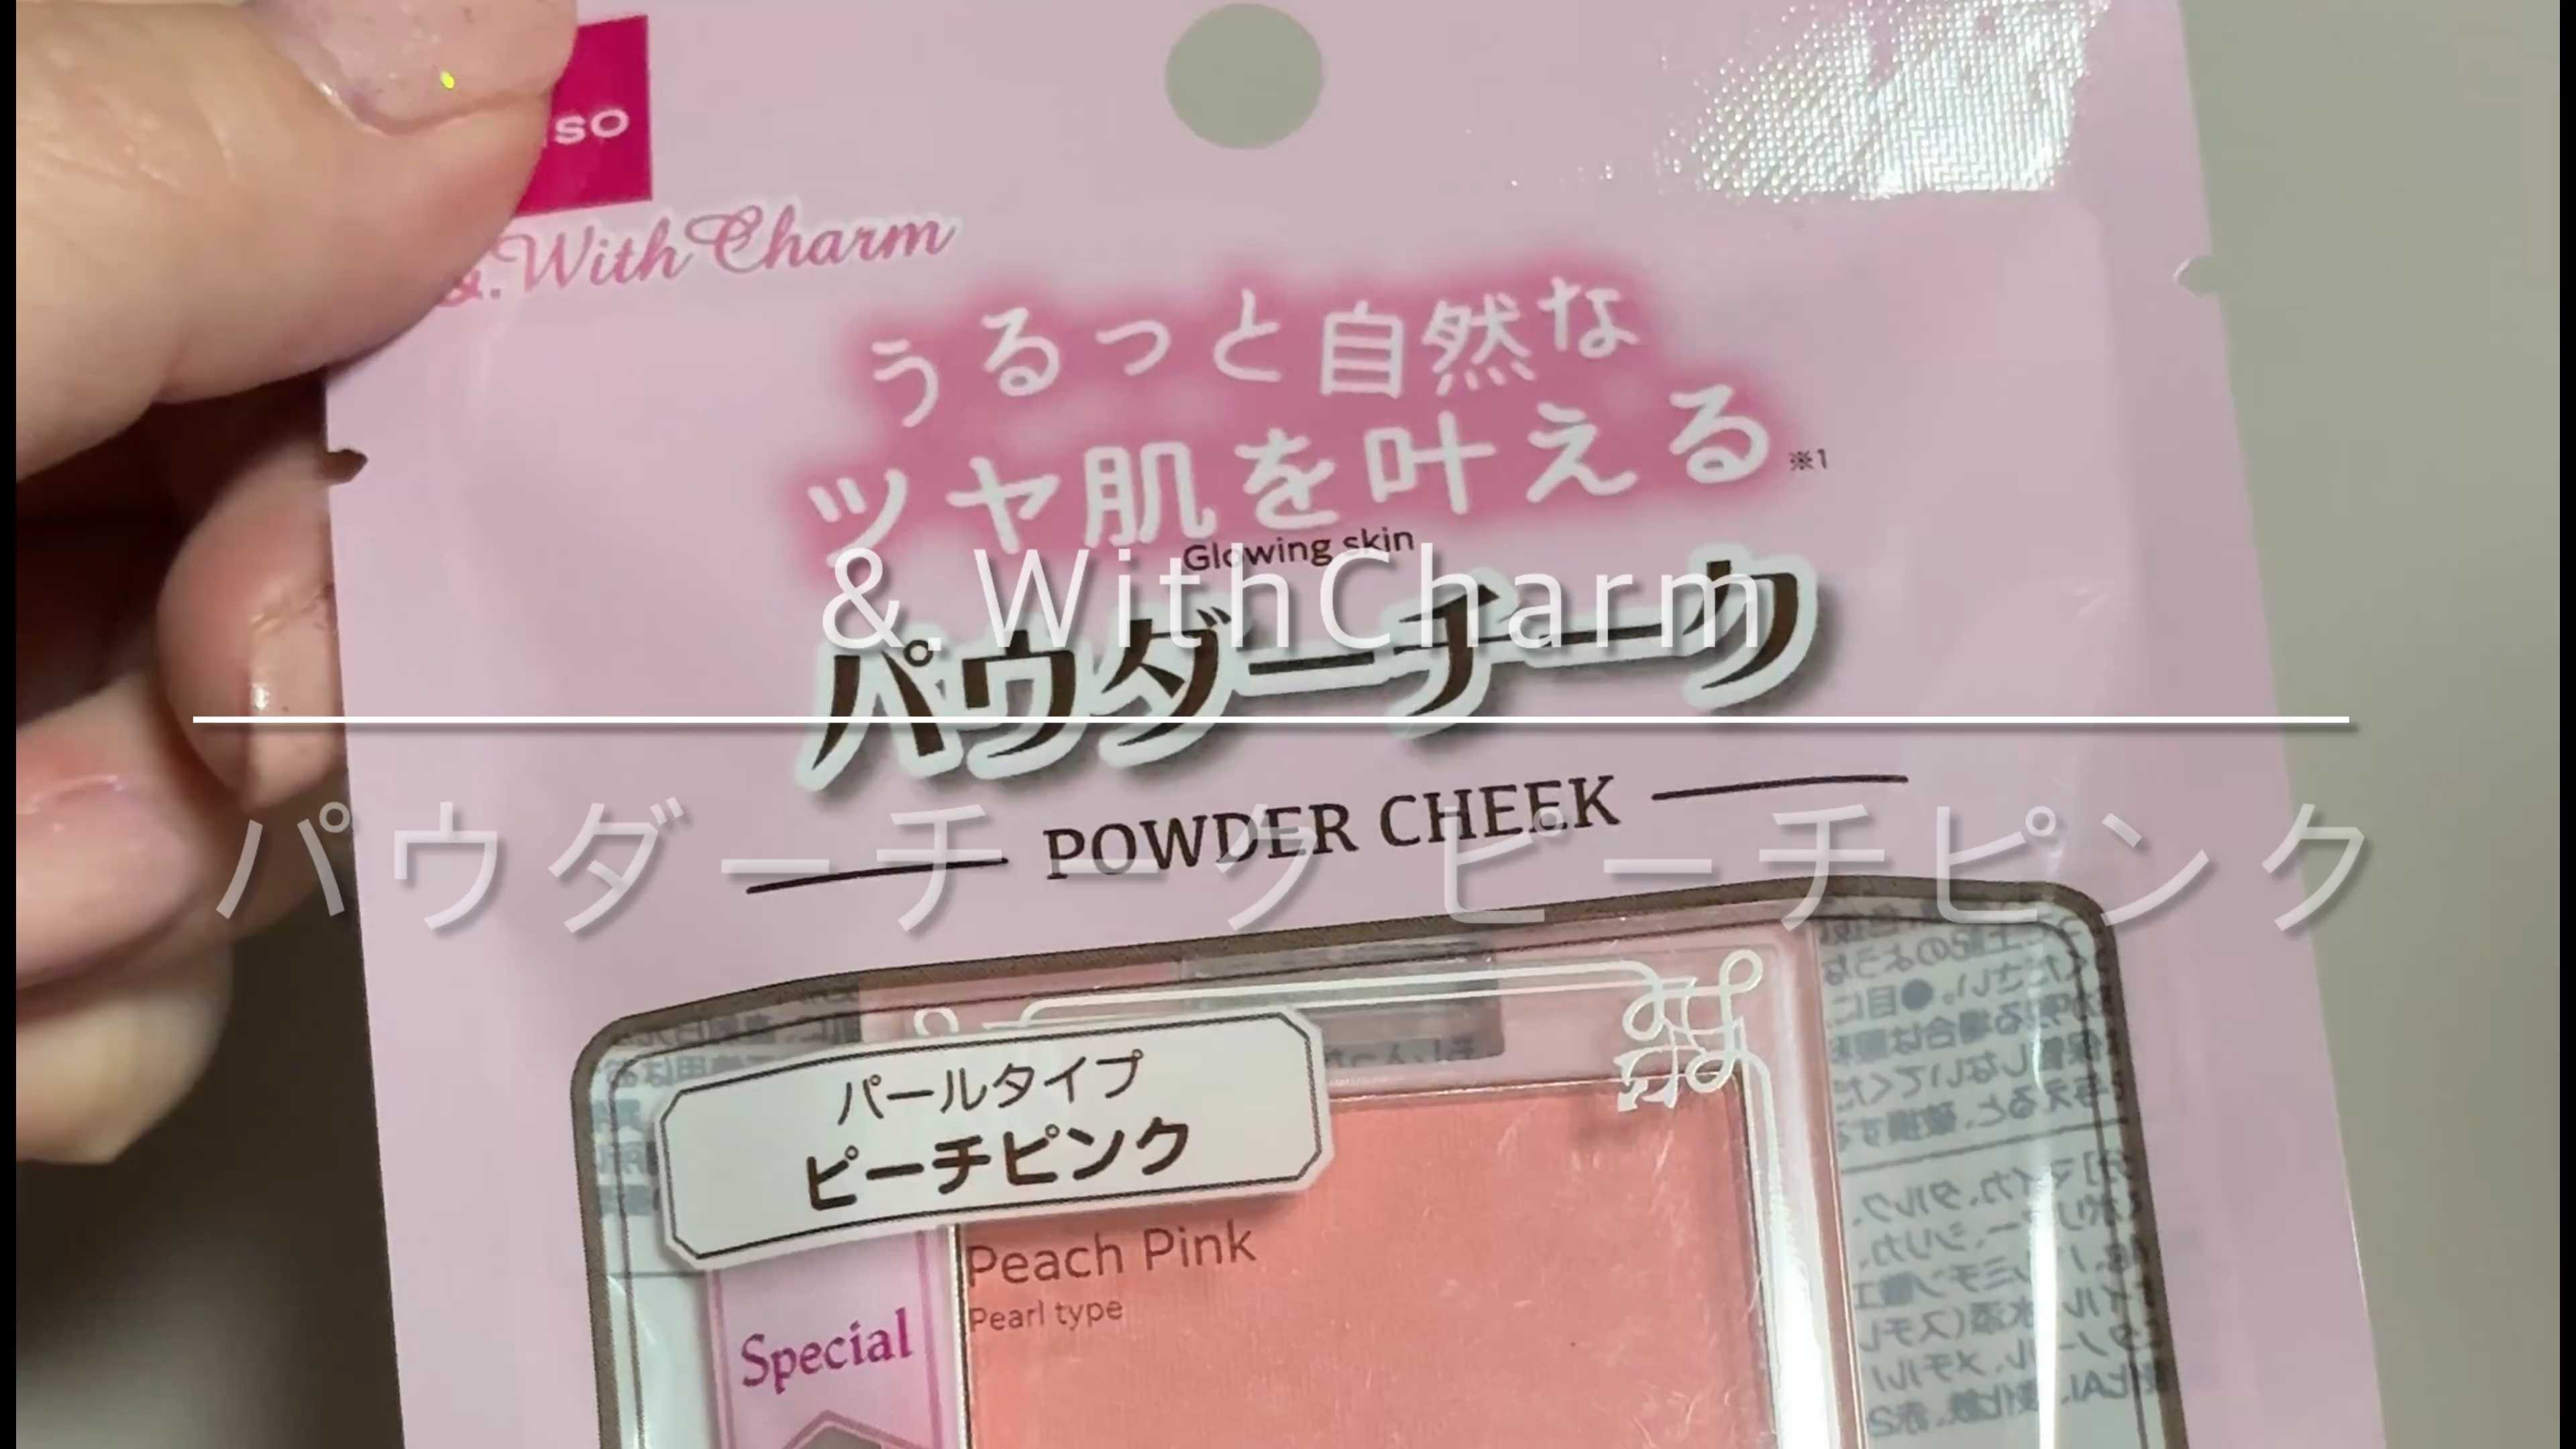 &.With Charm
うるっと自然な
ツヤ肌を叶える※1
Glowing skin
&.WithCharm
パウダーチーク
POWDER CHEEK
パウダーチーク ピーチピンク
パールタイプ
ピーチピンク
Peach Pink
Pearl type
Special